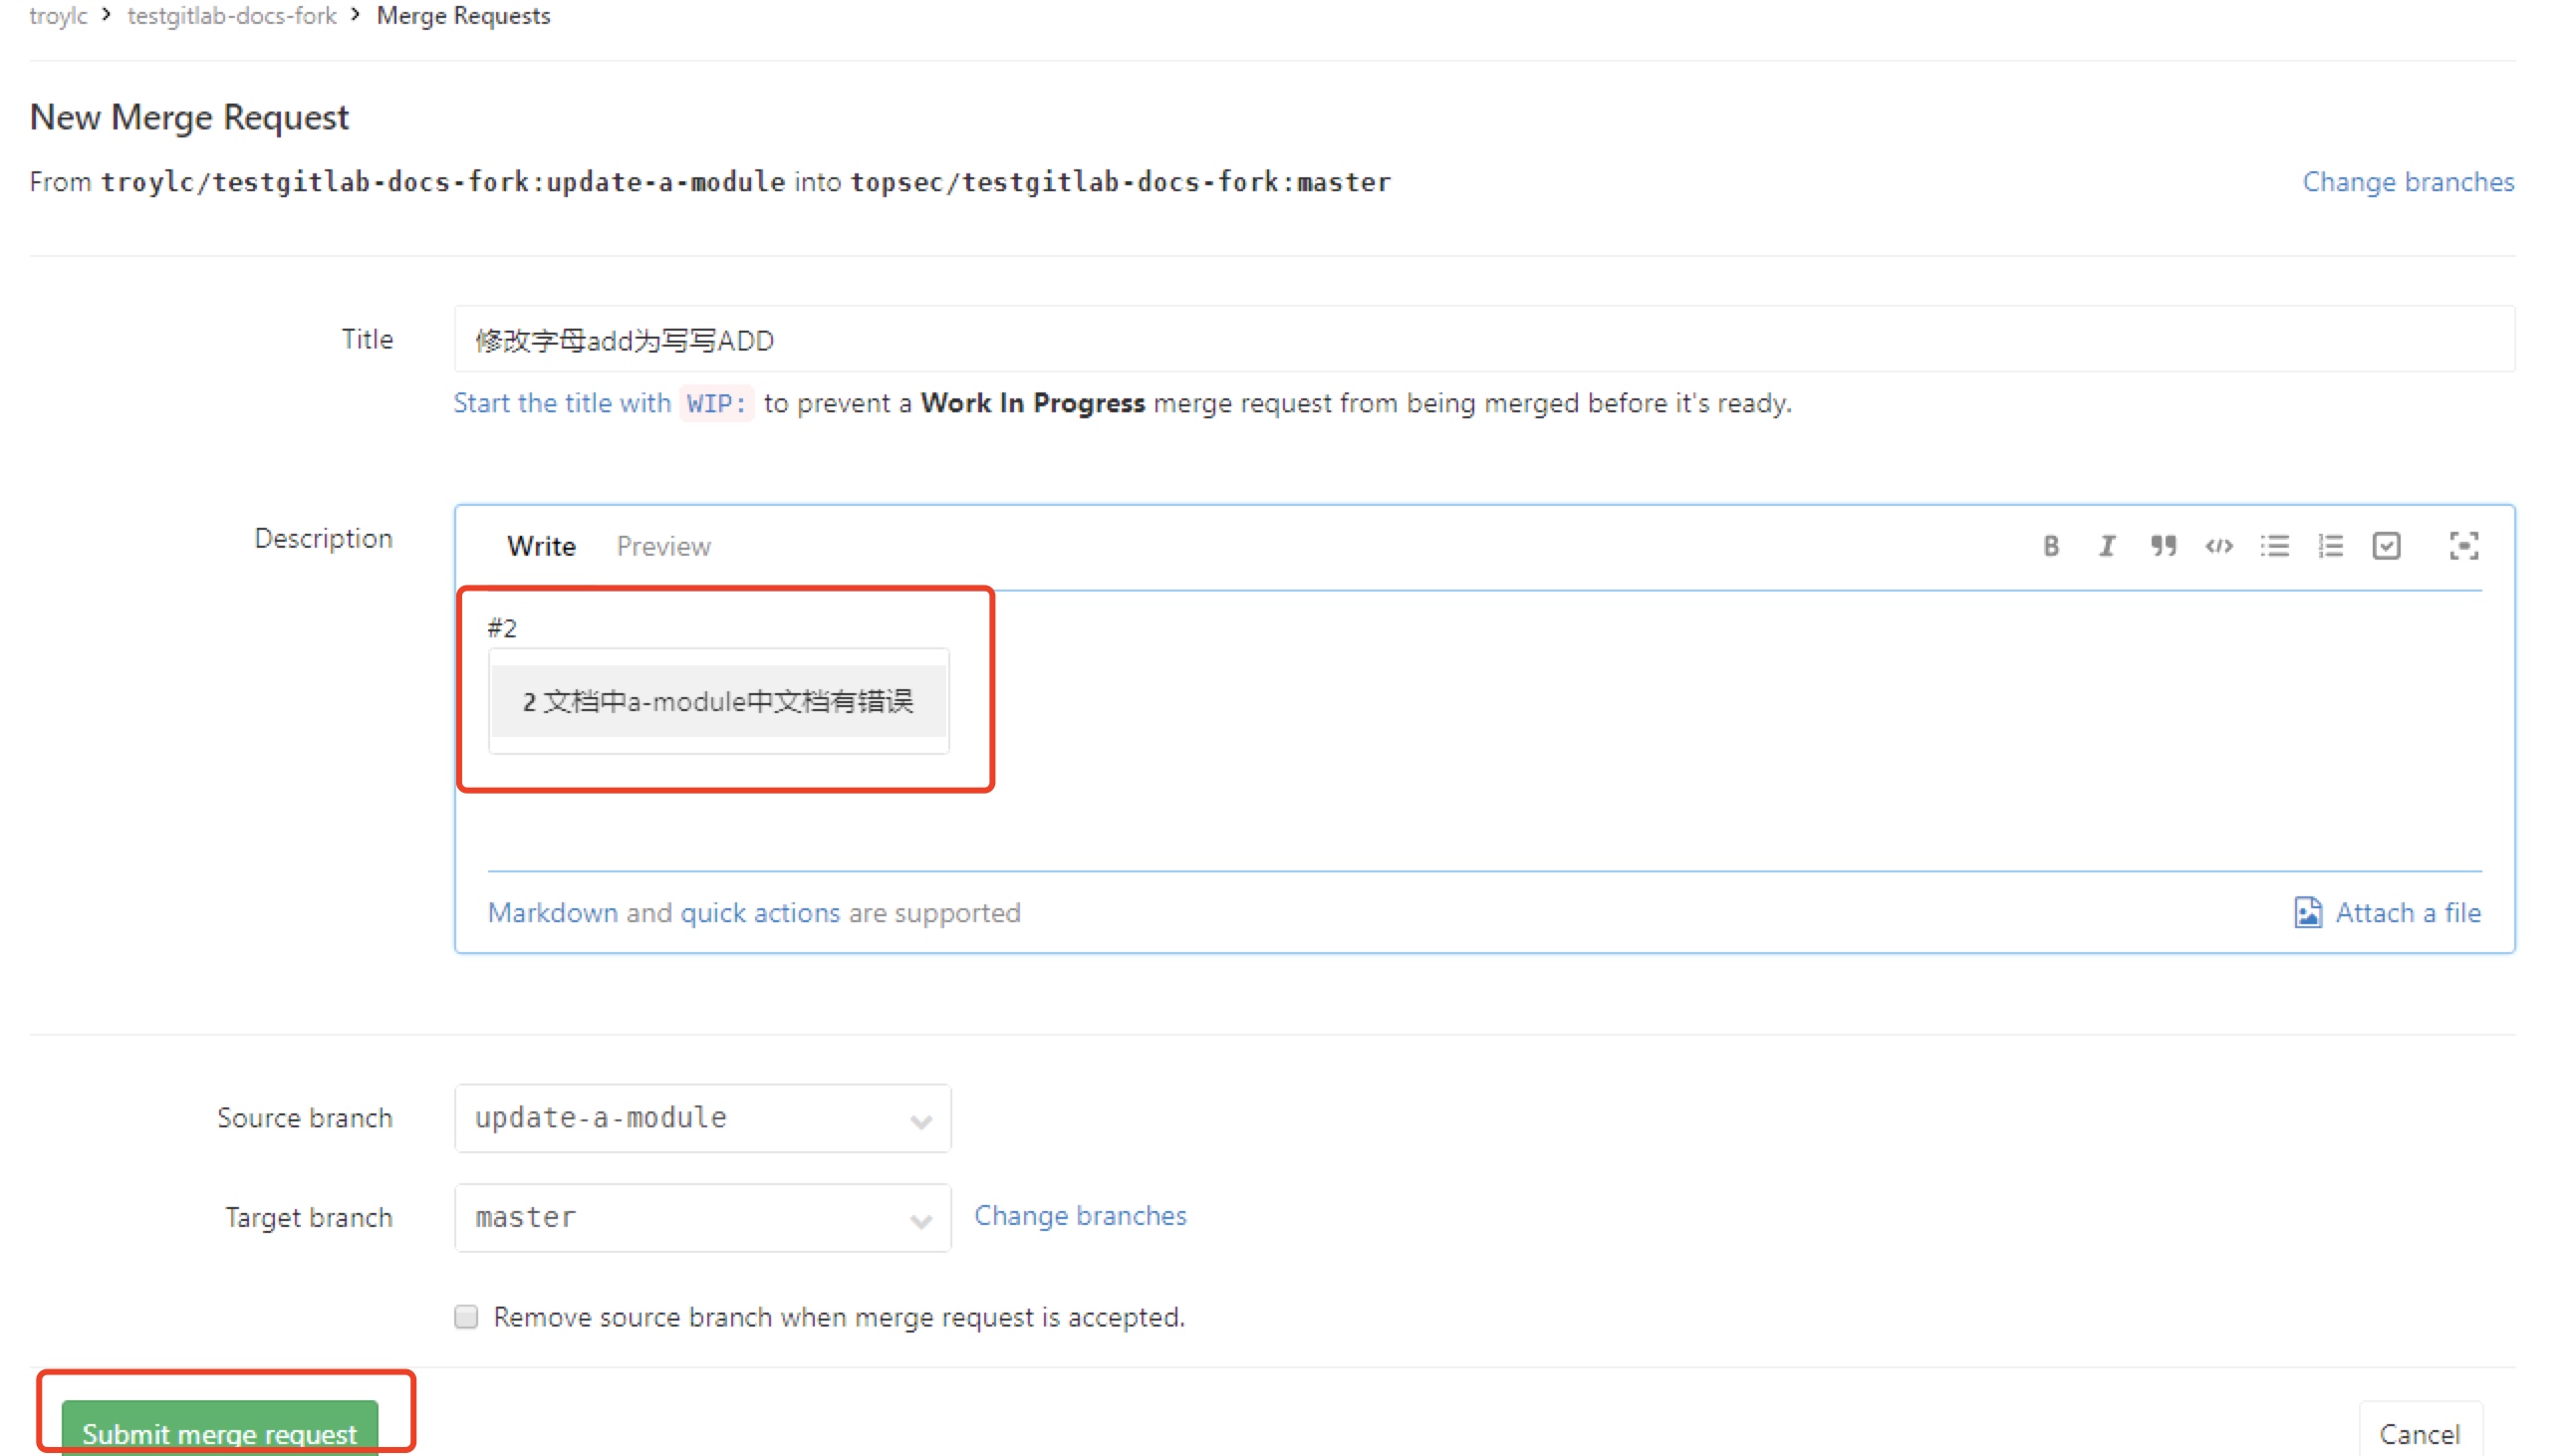 troylc > testgitlab-docs-fork > Merge Requests
New Merge Request
From troylc/testgitlab-docs-fork:update-a-module into topsec/testgitlab-docs-fork:master Change branches
Title 修改字母add为写写ADD
Start the title with WIP: to prevent a Work In Progress merge request from being merged before it's ready.
Description Write Preview
#2
2 文档中a-module中文档有错误
Markdown and quick actions are supported Attach a file
Source branch update-a-module
Target branch master Change branches
Remove source branch when merge request is accepted.
Submit merge request Cancel